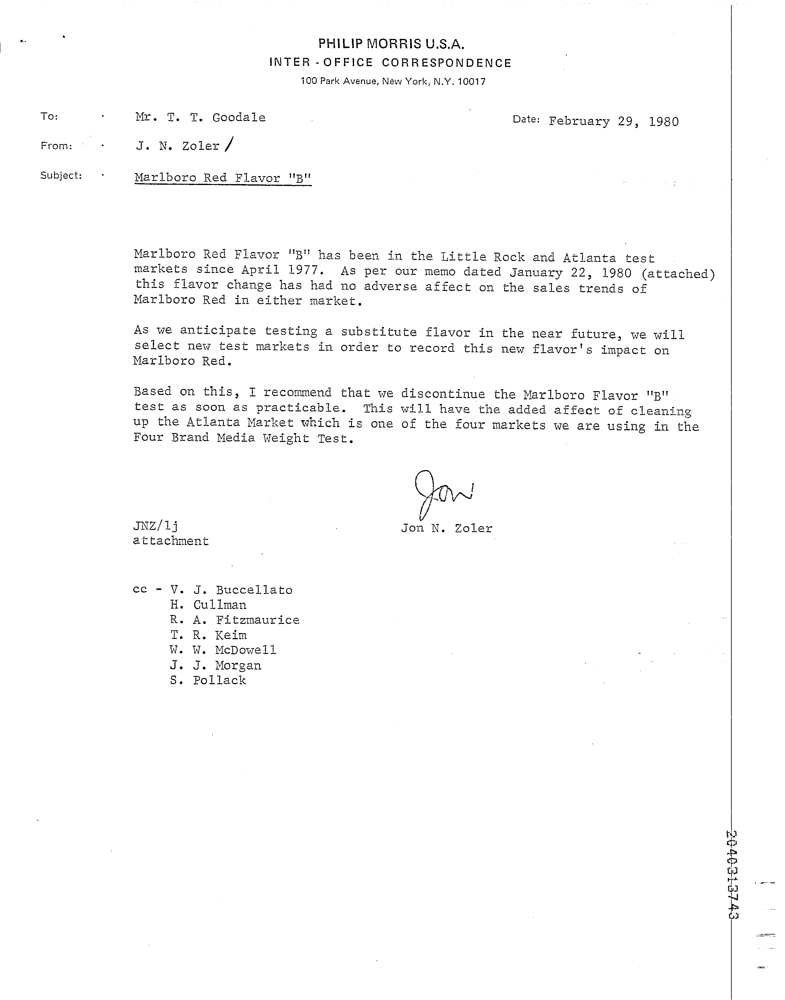 PHILIP MORRIS U.S.A.
INTER - OFFICE CORRESPONDENCE
100 Park Avenue, New York, N.Y. 10017
To: Mr. T. T. Goodale Date: February 29, 1980
From: J. N. Zoler /
Subject: Marlboro Red Flavor "B"
Marlboro Red Flavor "B" has been in the Little Rock and Atlanta test
markets since April 1977. As per our memo dated January 22, 1980 (attached)
this flavor change has had no adverse affect on the sales trends of
Marlboro Red in either market.
As we anticipate testing a substitute flavor in the near future, we will
select new test markets in order to record this new flavor's impact on
Marlboro Red.
Based on this, I recommend that we discontinue the Marlboro Flavor "B"
test as soon as practicable. This will have the added affect of cleaning
up the Atlanta Market which is one of the four markets we are using in the
Four Brand Media Weight Test.
Jon
Jon N. Zoler
JNZ/lj
attachment
cc - V. J. Buccellato
H. Cullman
R. A. Fitzmaurice
T. R. Keim
W. W. McDowell
J. J. Morgan
S. Pollack
2040313743